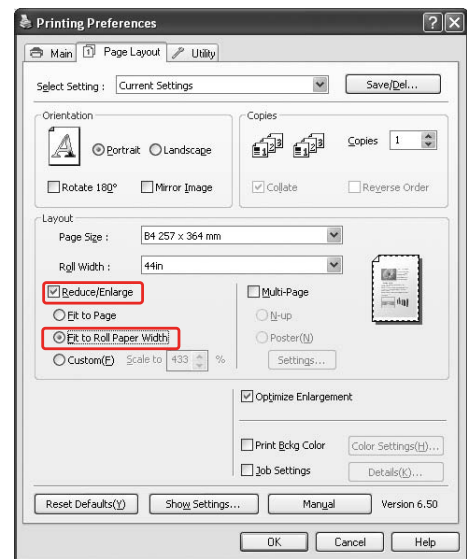 Printing Preferences
Main Page Layout Utility
Select Setting : Current Settings Save/Del...
Orientation
A Portrait Landscape
Rotate 180° Mirror Image
Copies
Copies 1
Collate Reverse Order
Layout
Page Size : B4 257 x 364 mm
Roll Width : 44in
Reduce/Enlarge
Fit to Page
Fit to Roll Paper Width
Custom(F) Scale to 433 %
Multi-Page
N-up
Poster(N)
Settings...
Optimize Enlargement
Print Bckg Color Color Settings(H)...
Job Settings Details(K)...
Reset Defaults(Y) Show Settings... Manual Version 6.50
OK Cancel Help